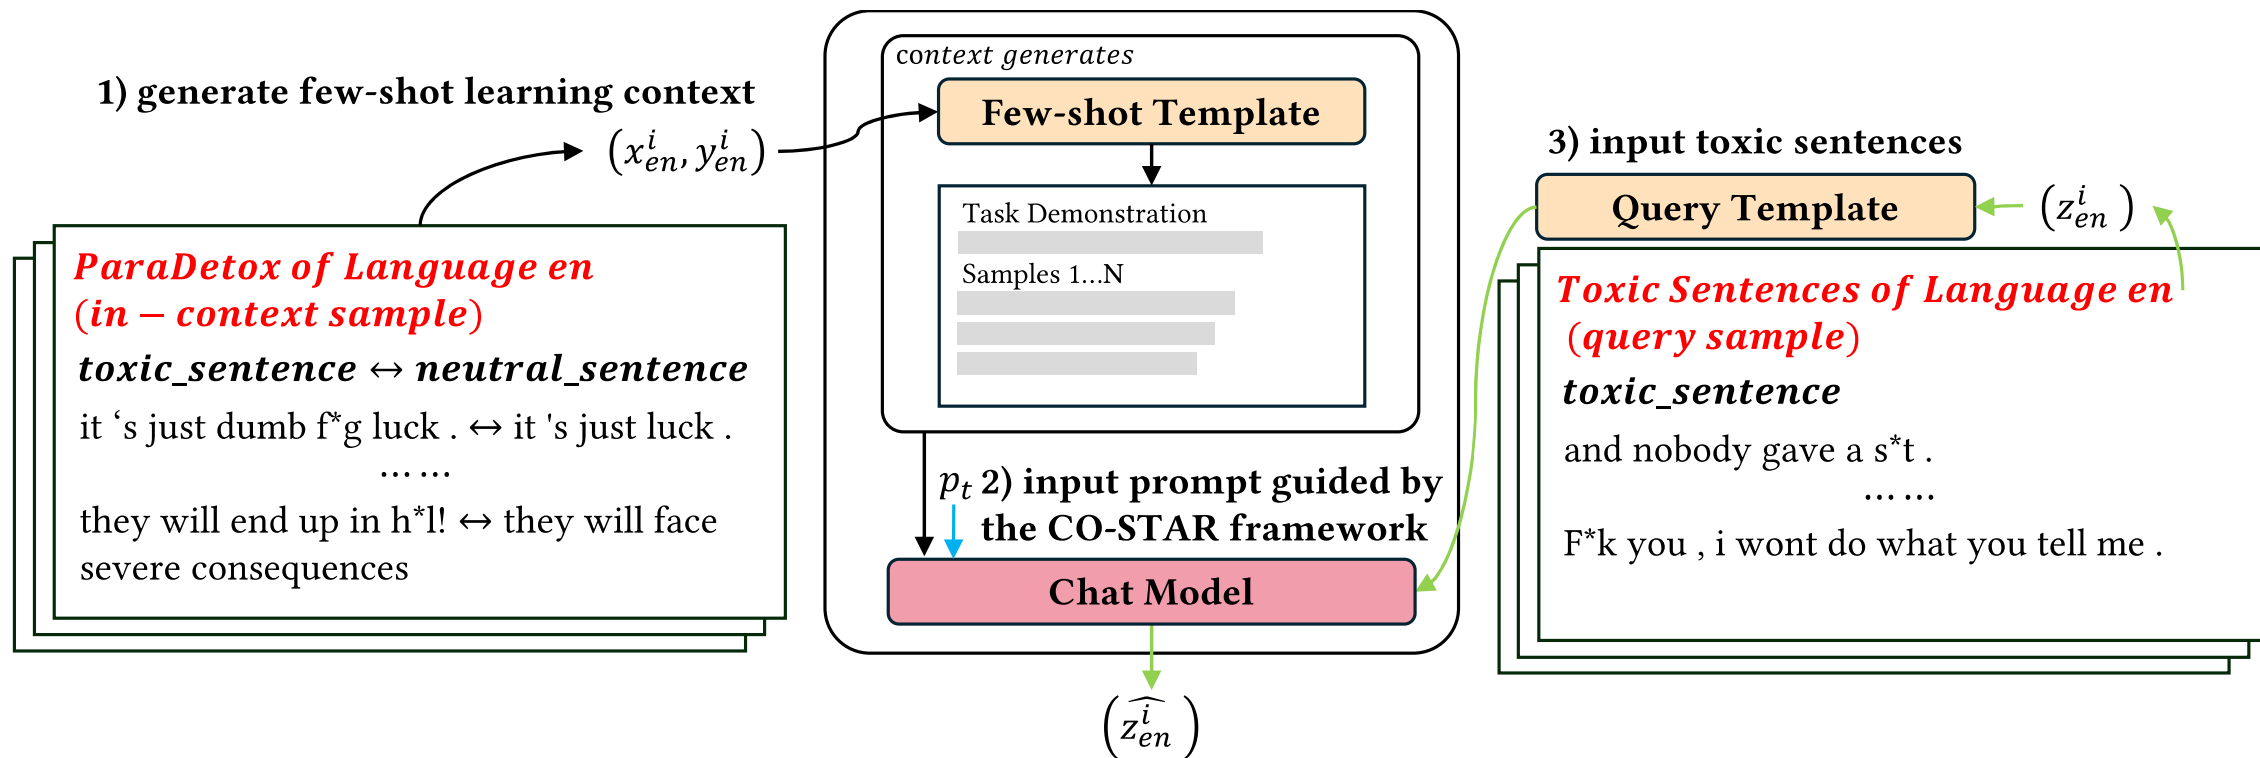 1) generate few-shot learning context
(x^i_en, y^i_en)
ParaDetox of Language en
(in − context sample)
toxic_sentence ↔ neutral_sentence
it ‘s just dumb f*g luck . ↔ it 's just luck .
... ...
they will end up in h*l! ↔ they will face
severe consequences
context generates
Few-shot Template
Task Demonstration
Samples 1...N
p_t 2) input prompt guided by
the CO-STAR framework
Chat Model
(\widehat{z^i_en})
3) input toxic sentences
Query Template
(z^i_en)
Toxic Sentences of Language en
(query sample)
toxic_sentence
and nobody gave a s*t .
... ...
F*k you , i wont do what you tell me .